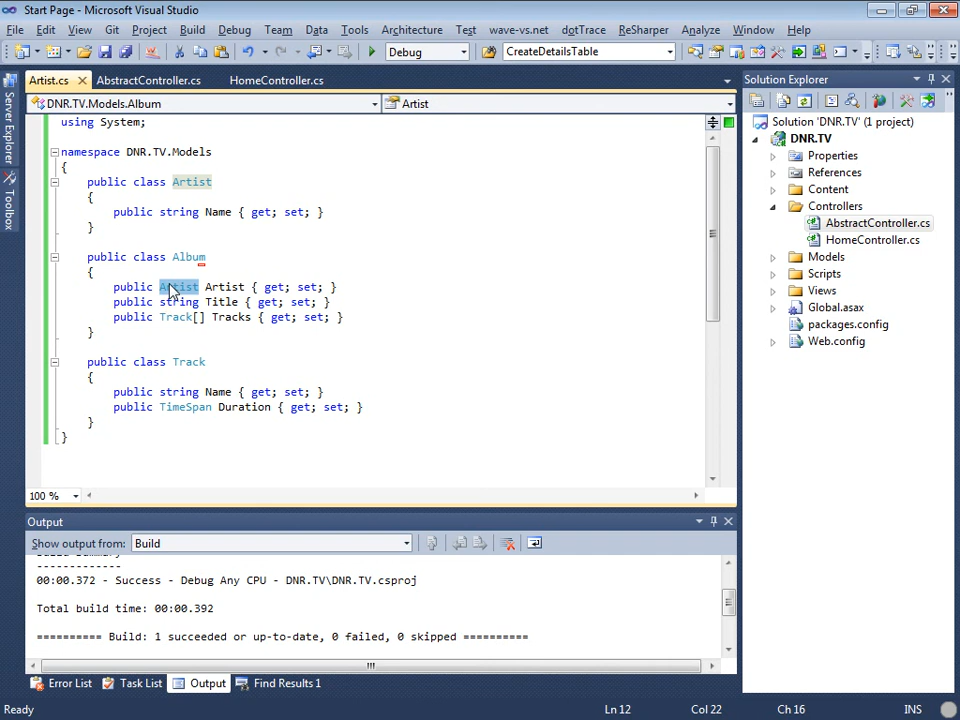 Start Page - Microsoft Visual Studio
File Edit View Git Project Build Debug Team Data Tools Architecture Test wave-vs.net dotTrace ReSharper Analyze Window Help
Debug CreateDetailsTable
Artist.cs AbstractController.cs HomeController.cs
DNR.TV.Models.Album Artist
using System;
namespace DNR.TV.Models
{
public class Artist
{
public string Name { get; set; }
}
public class Album
{
public Artist Artist { get; set; }
public string Title { get; set; }
public Track[] Tracks { get; set; }
}
public class Track
{
public string Name { get; set; }
public TimeSpan Duration { get; set; }
}
}
100 %
Server Explorer
Toolbox
Solution Explorer
Solution 'DNR.TV' (1 project)
DNR.TV
Properties
References
Content
Controllers
AbstractController.cs
HomeController.cs
Models
Scripts
Views
Global.asax
packages.config
Web.config
Output
Show output from: Build
Build Summary
-------------
00:00.372 - Success - Debug Any CPU - DNR.TV\DNR.TV.csproj
Total build time: 00:00.392
========== Build: 1 succeeded or up-to-date, 0 failed, 0 skipped ==========
Error List Task List Output Find Results 1
Ready Ln 12 Col 22 Ch 16 INS